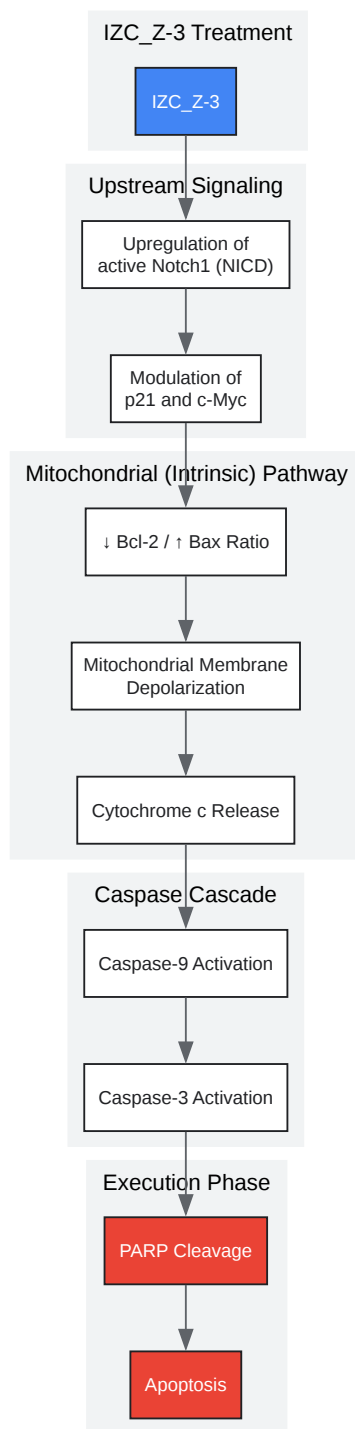 IZC_Z-3 Treatment
IZC_Z-3
Upstream Signaling
Upregulation of
active Notch1 (NICD)
Modulation of
p21 and c-Myc
Mitochondrial (Intrinsic) Pathway
↓ Bcl-2 / ↑ Bax Ratio
Mitochondrial Membrane
Depolarization
Cytochrome c Release
Caspase Cascade
Caspase-9 Activation
Caspase-3 Activation
Execution Phase
PARP Cleavage
Apoptosis